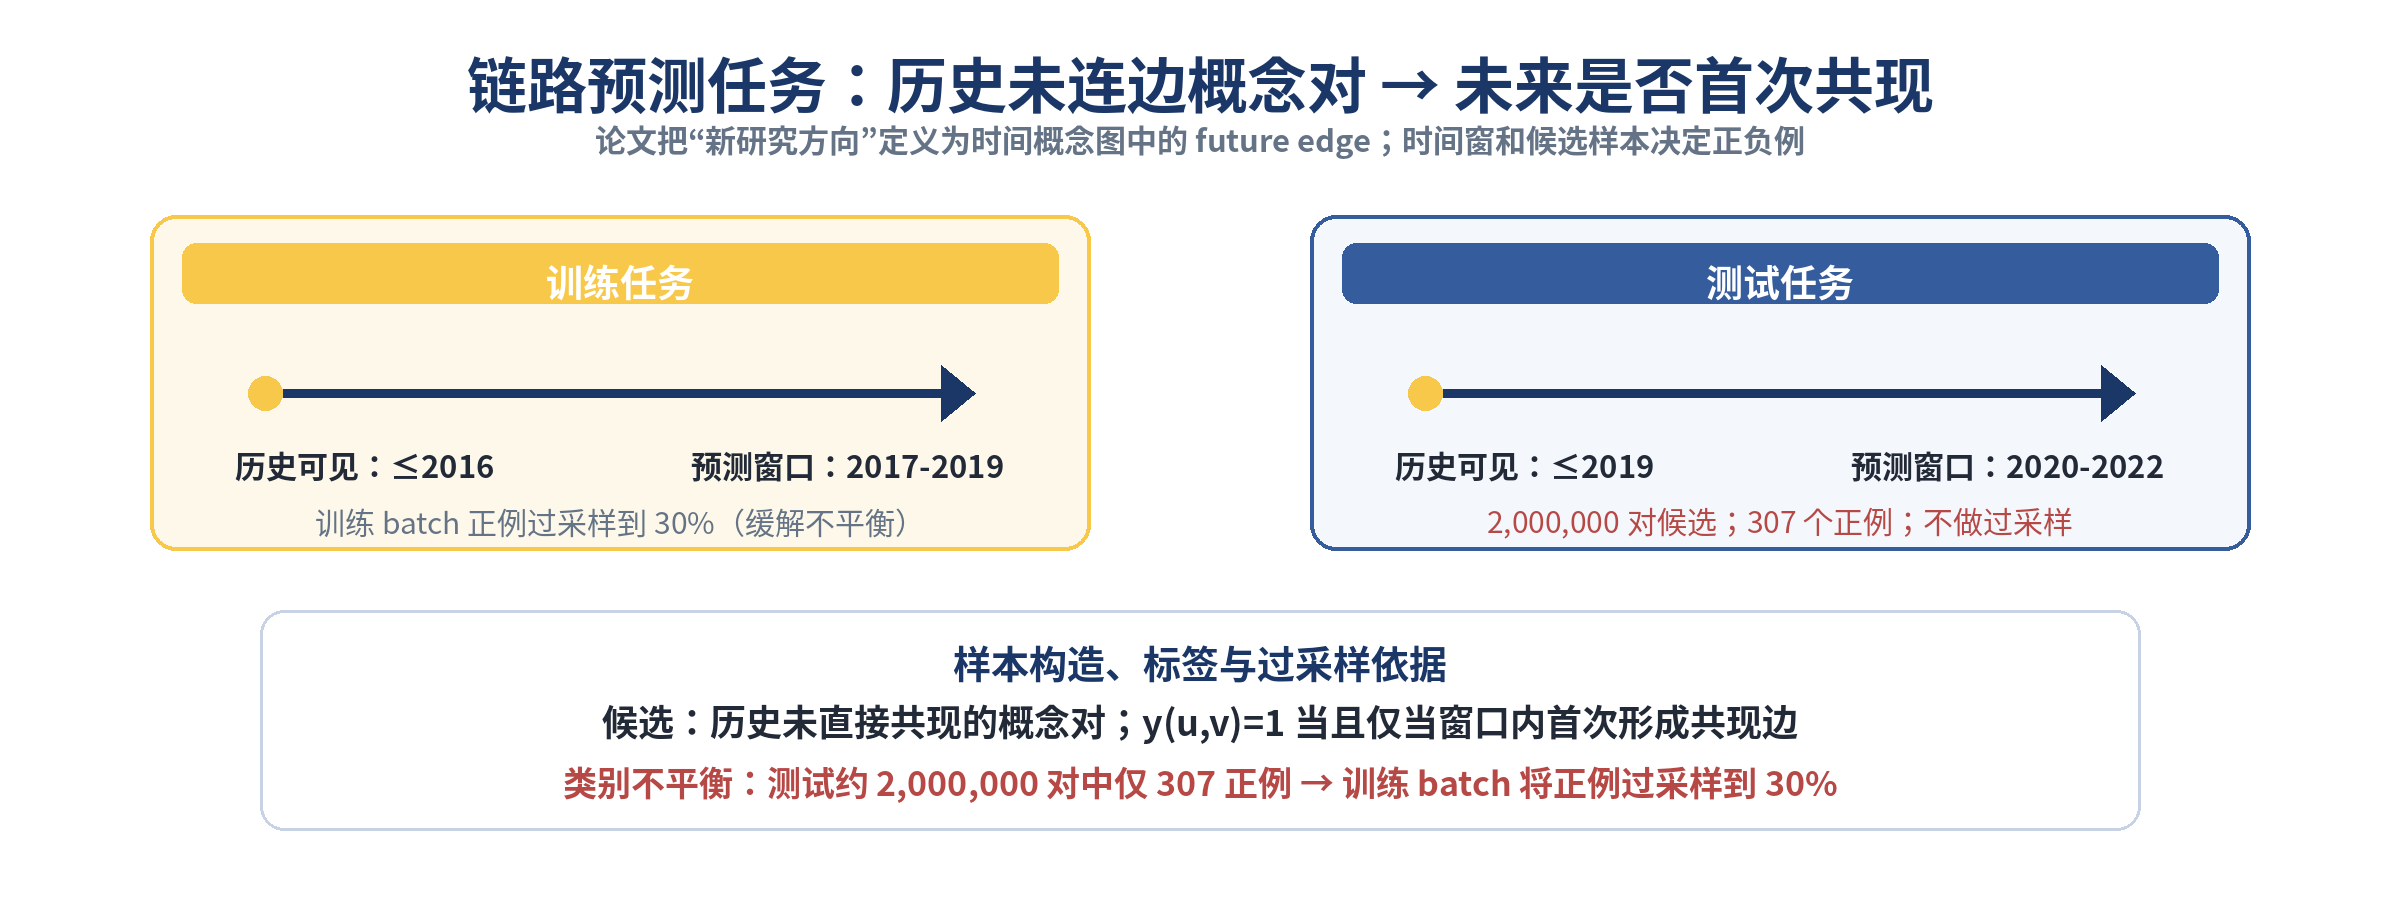 链路预测任务：历史未连边概念对 → 未来是否首次共现
论文把“新研究方向”定义为时间概念图中的 future edge；时间窗和候选样本决定正负例
训练任务
历史可见：≤2016
预测窗口：2017-2019
训练 batch 正例过采样到 30%（缓解不平衡）
测试任务
历史可见：≤2019
预测窗口：2020-2022
2,000,000 对候选；307 个正例；不做过采样
样本构造、标签与过采样依据
候选：历史未直接共现的概念对；y(u,v)=1 当且仅当窗口内首次形成共现边
类别不平衡：测试约 2,000,000 对中仅 307 正例 → 训练 batch 将正例过采样到 30%